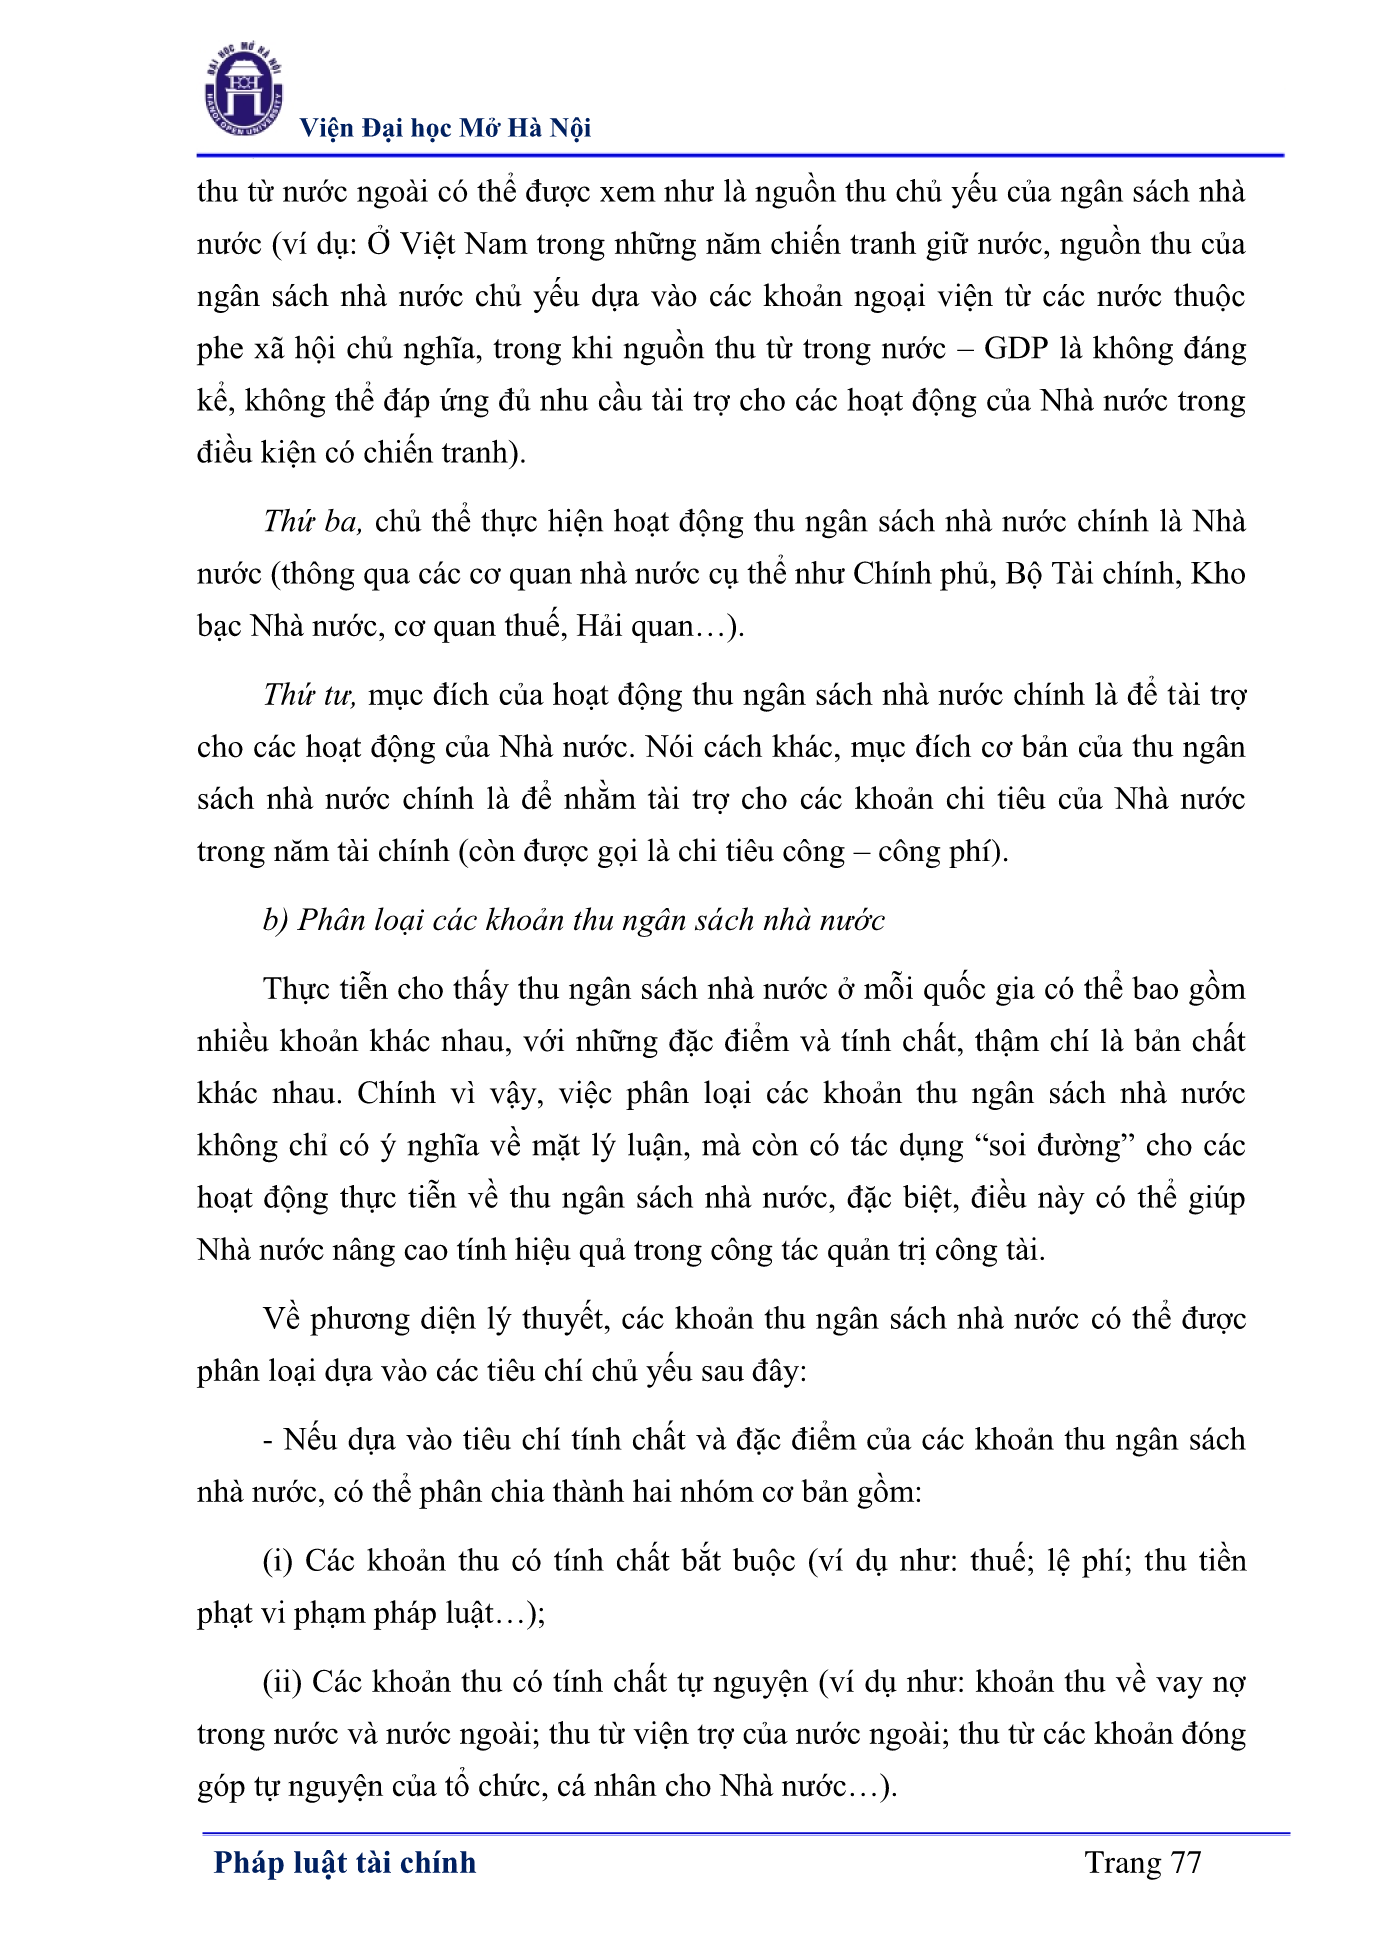 ĐẠI HỌC MỞ HÀ NỘI
HANOI OPEN UNIVERSITY
Viện Đại học Mở Hà Nội
thu từ nước ngoài có thể được xem như là nguồn thu chủ yếu của ngân sách nhà
nước (ví dụ: Ở Việt Nam trong những năm chiến tranh giữ nước, nguồn thu của
ngân sách nhà nước chủ yếu dựa vào các khoản ngoại viện từ các nước thuộc
phe xã hội chủ nghĩa, trong khi nguồn thu từ trong nước – GDP là không đáng
kể, không thể đáp ứng đủ nhu cầu tài trợ cho các hoạt động của Nhà nước trong
điều kiện có chiến tranh).
Thứ ba, chủ thể thực hiện hoạt động thu ngân sách nhà nước chính là Nhà
nước (thông qua các cơ quan nhà nước cụ thể như Chính phủ, Bộ Tài chính, Kho
bạc Nhà nước, cơ quan thuế, Hải quan…).
Thứ tư, mục đích của hoạt động thu ngân sách nhà nước chính là để tài trợ
cho các hoạt động của Nhà nước. Nói cách khác, mục đích cơ bản của thu ngân
sách nhà nước chính là để nhằm tài trợ cho các khoản chi tiêu của Nhà nước
trong năm tài chính (còn được gọi là chi tiêu công – công phí).
b) Phân loại các khoản thu ngân sách nhà nước
Thực tiễn cho thấy thu ngân sách nhà nước ở mỗi quốc gia có thể bao gồm
nhiều khoản khác nhau, với những đặc điểm và tính chất, thậm chí là bản chất
khác nhau. Chính vì vậy, việc phân loại các khoản thu ngân sách nhà nước
không chỉ có ý nghĩa về mặt lý luận, mà còn có tác dụng “soi đường” cho các
hoạt động thực tiễn về thu ngân sách nhà nước, đặc biệt, điều này có thể giúp
Nhà nước nâng cao tính hiệu quả trong công tác quản trị công tài.
Về phương diện lý thuyết, các khoản thu ngân sách nhà nước có thể được
phân loại dựa vào các tiêu chí chủ yếu sau đây:
- Nếu dựa vào tiêu chí tính chất và đặc điểm của các khoản thu ngân sách
nhà nước, có thể phân chia thành hai nhóm cơ bản gồm:
(i) Các khoản thu có tính chất bắt buộc (ví dụ như: thuế; lệ phí; thu tiền
phạt vi phạm pháp luật…);
(ii) Các khoản thu có tính chất tự nguyện (ví dụ như: khoản thu về vay nợ
trong nước và nước ngoài; thu từ viện trợ của nước ngoài; thu từ các khoản đóng
góp tự nguyện của tổ chức, cá nhân cho Nhà nước…).
Pháp luật tài chính Trang 77